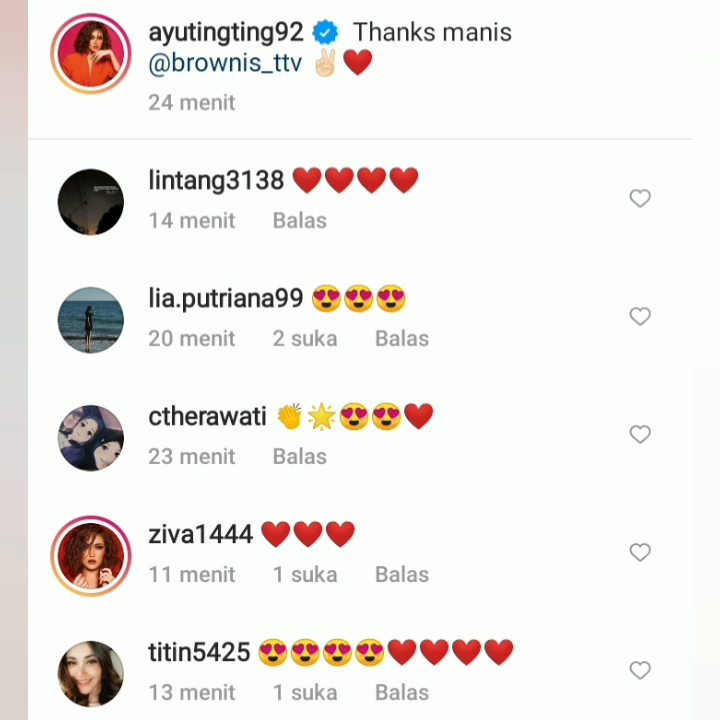 ayutingting92 Thanks manis
@brownis_ttv ✌🏻❤️
24 menit
lintang3138 ❤️❤️❤️❤️
14 menit Balas
lia.putriana99 😍😍😍
20 menit 2 suka Balas
ctherawati 👏🌟😍😍❤️
23 menit Balas
ziva1444 ❤️❤️❤️
11 menit 1 suka Balas
titin5425 😍😍😍😍❤️❤️❤️❤️
13 menit 1 suka Balas